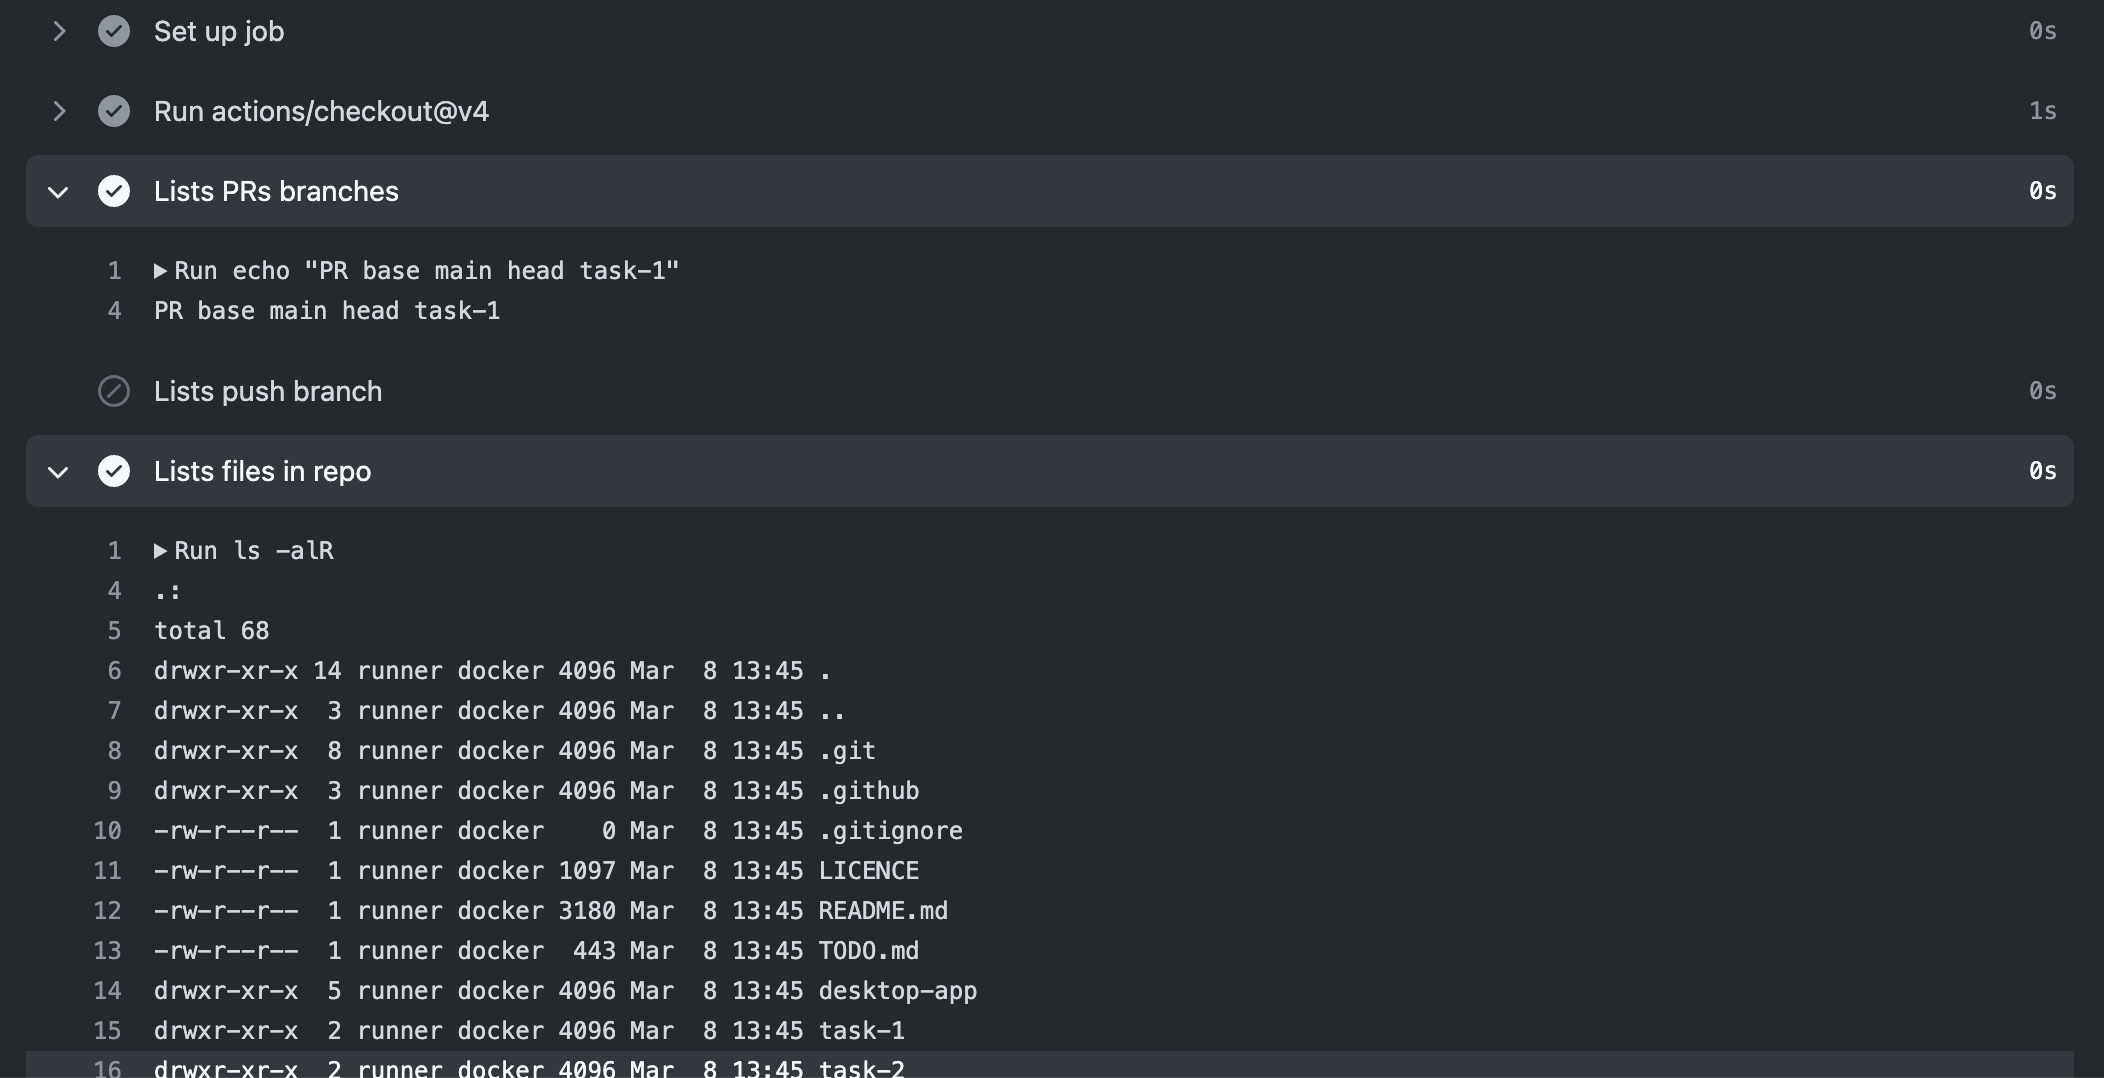 Set up job 0s
Run actions/checkout@v4 1s
Lists PRs branches 0s
1 ▶ Run echo "PR base main head task-1"
4 PR base main head task-1
Lists push branch 0s
Lists files in repo 0s
1 ▶ Run ls -alR
4 .:
5 total 68
6 drwxr-xr-x 14 runner docker 4096 Mar  8 13:45 .
7 drwxr-xr-x  3 runner docker 4096 Mar  8 13:45 ..
8 drwxr-xr-x  8 runner docker 4096 Mar  8 13:45 .git
9 drwxr-xr-x  3 runner docker 4096 Mar  8 13:45 .github
10 -rw-r--r--  1 runner docker    0 Mar  8 13:45 .gitignore
11 -rw-r--r--  1 runner docker 1097 Mar  8 13:45 LICENCE
12 -rw-r--r--  1 runner docker 3180 Mar  8 13:45 README.md
13 -rw-r--r--  1 runner docker  443 Mar  8 13:45 TODO.md
14 drwxr-xr-x  5 runner docker 4096 Mar  8 13:45 desktop-app
15 drwxr-xr-x  2 runner docker 4096 Mar  8 13:45 task-1
16 drwxr-xr-x  2 runner docker 4096 Mar  8 13:45 task-2